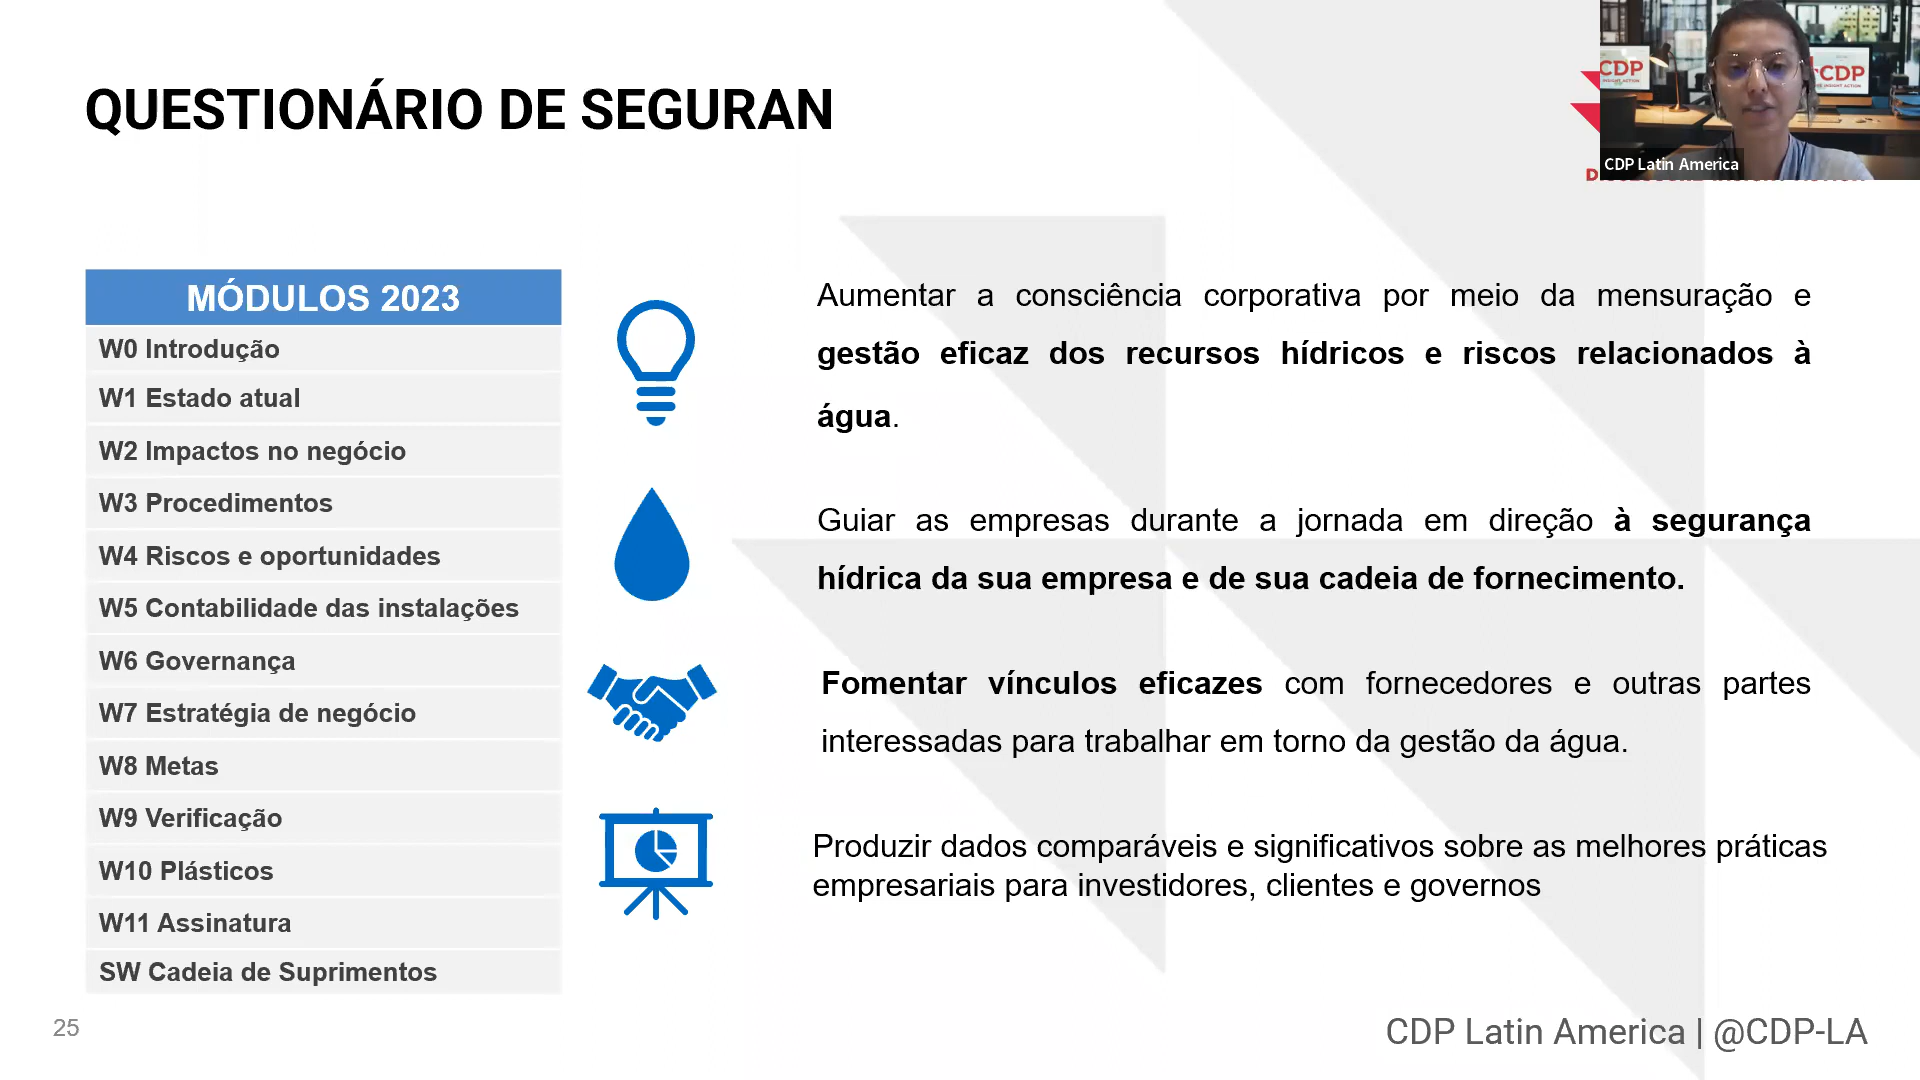 QUESTIONÁRIO DE SEGURAN
CDP
CDP
CDP Latin America
MÓDULOS 2023
W0 Introdução
W1 Estado atual
W2 Impactos no negócio
W3 Procedimentos
W4 Riscos e oportunidades
W5 Contabilidade das instalações
W6 Governança
W7 Estratégia de negócio
W8 Metas
W9 Verificação
W10 Plásticos
W11 Assinatura
SW Cadeia de Suprimentos
Aumentar a consciência corporativa por meio da mensuração e
gestão eficaz dos recursos hídricos e riscos relacionados à
água.
Guiar as empresas durante a jornada em direção à segurança
hídrica da sua empresa e de sua cadeia de fornecimento.
Fomentar vínculos eficazes com fornecedores e outras partes
interessadas para trabalhar em torno da gestão da água.
Produzir dados comparáveis e significativos sobre as melhores práticas
empresariais para investidores, clientes e governos
25
CDP Latin America | @CDP-LA